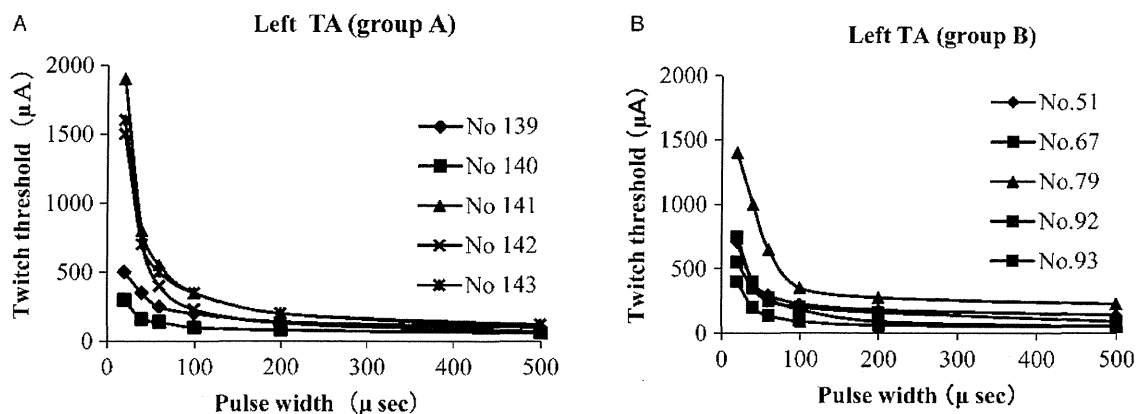 A
Left TA (group A)
Twitch threshold (μA)
2000
1500
1000
500
0
0 100 200 300 400 500
Pulse width (μ sec)
No 139
No 140
No 141
No 142
No 143
B
Left TA (group B)
Twitch threshold (μA)
2000
1500
1000
500
0
0 100 200 300 400 500
Pulse width (μ sec)
No.51
No.67
No.79
No.92
No.93